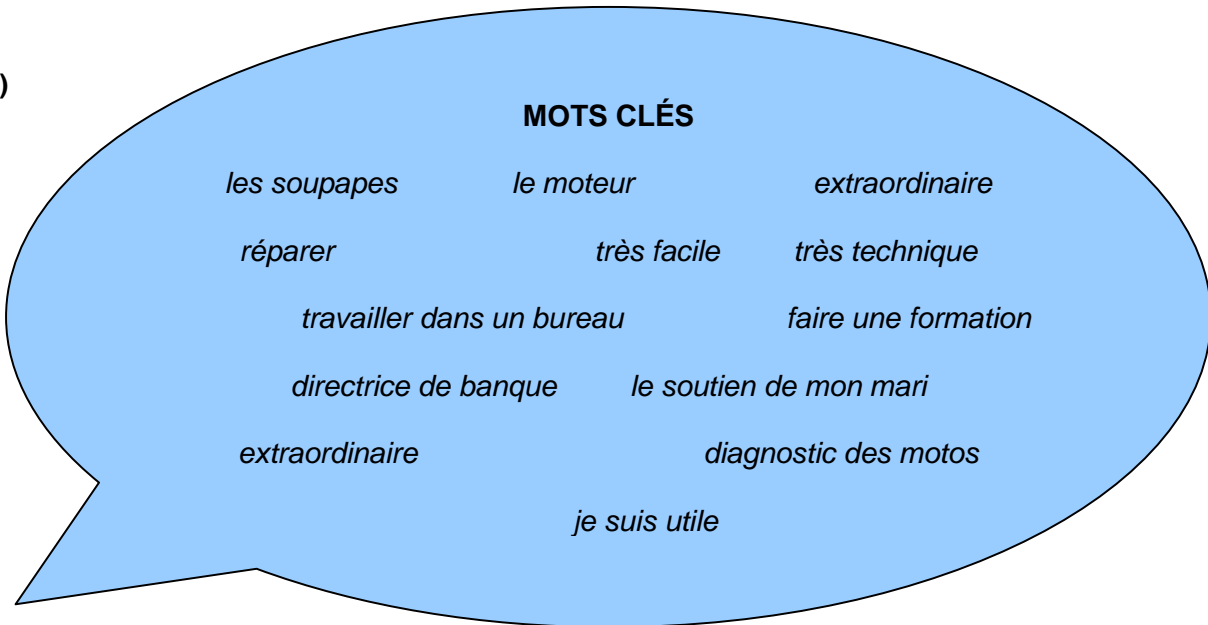 )
MOTS CLÉS
les soupapes le moteur extraordinaire
réparer très facile très technique
travailler dans un bureau faire une formation
directrice de banque le soutien de mon mari
extraordinaire diagnostic des motos
je suis utile